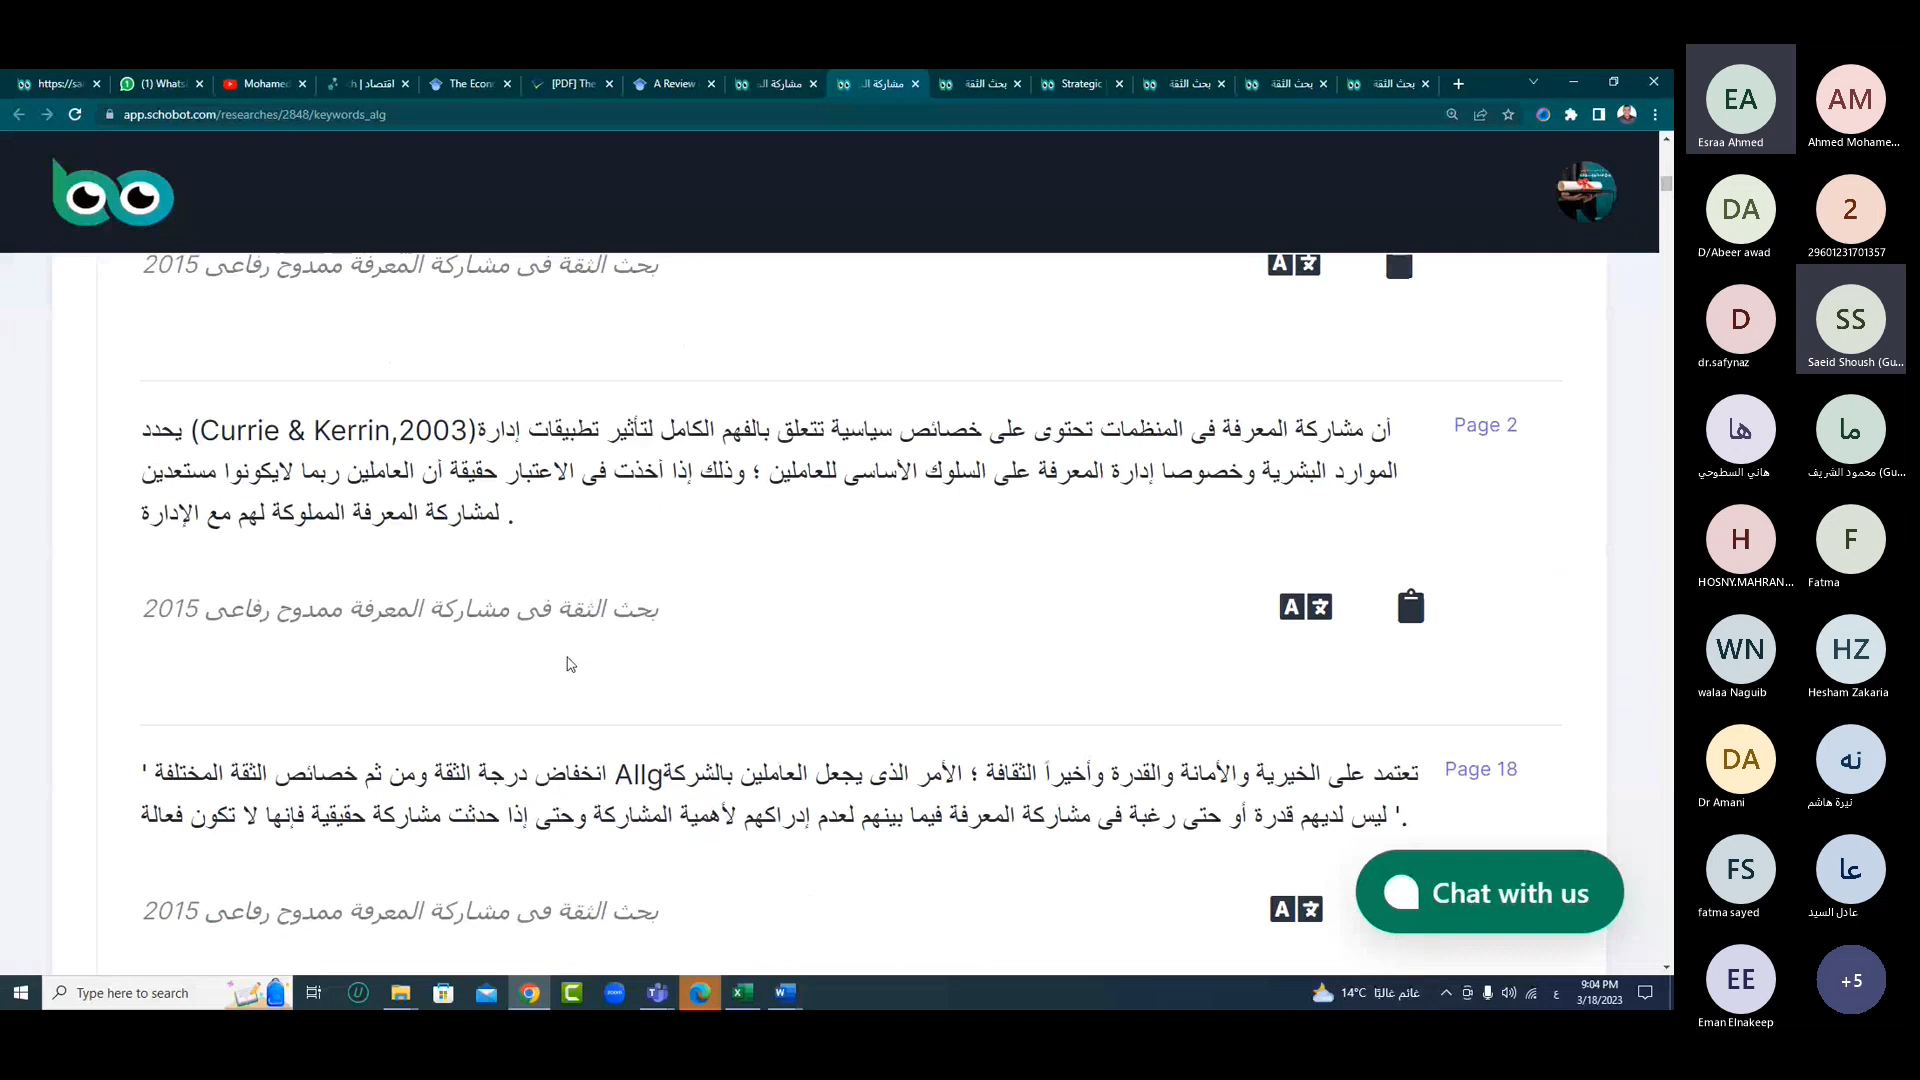 https://sa
(1) Whats
Mohamed
اقتصاد | ch
The Econ
[PDF] The
A Review
مشاركة الـ
مشاركة الـ
بحث الثقة
Strategic
بحث الثقة
بحث الثقة
بحث الثقة
app.schobot.com/researches/2848/keywords_alg
بحث الثقة فى مشاركة المعرفة ممدوح رفاعى 2015
Page 2
أن مشاركة المعرفة فى المنظمات تحتوى على خصائص سياسية تتعلق بالفهم الكامل لتأثير تطبيقات إدارة(Currie & Kerrin,2003) يحدد
الموارد البشرية وخصوصا إدارة المعرفة على السلوك الأساسى للعاملين ؛ وذلك إذا أخذت فى الاعتبار حقيقة أن العاملين ربما لايكونوا مستعدين
لمشاركة المعرفة المملوكة لهم مع الإدارة .
بحث الثقة فى مشاركة المعرفة ممدوح رفاعى 2015
Page 18
تعتمد على الخيرية والأمانة والقدرة وأخيراً الثقافة ؛ الأمر الذى يجعل العاملين بالشركةAllg انخفاض درجة الثقة ومن ثم خصائص الثقة المختلفة '
ليس لديهم قدرة أو حتى رغبة فى مشاركة المعرفة فيما بينهم لعدم إدراكهم لأهمية المشاركة وحتى إذا حدثت مشاركة حقيقية فإنها لا تكون فعالة '.
بحث الثقة فى مشاركة المعرفة ممدوح رفاعى 2015
Chat with us
Type here to search
14°C غائم غالبًا
ع
9:04 PM
3/18/2023
EA
Esraa Ahmed
AM
Ahmed Mohame...
DA
D/Abeer awad
2
29601231701357
D
dr.safynaz
SS
Saeid Shoush (Gu...
ها
هاني السطوحي
ما
محمود الشريف (Gu...
H
HOSNY.MAHRAN...
F
Fatma
WN
walaa Naguib
HZ
Hesham Zakaria
DA
Dr Amani
نه
نيرة هاشم
FS
fatma sayed
عا
عادل السيد
EE
Eman Elnakeep
+5